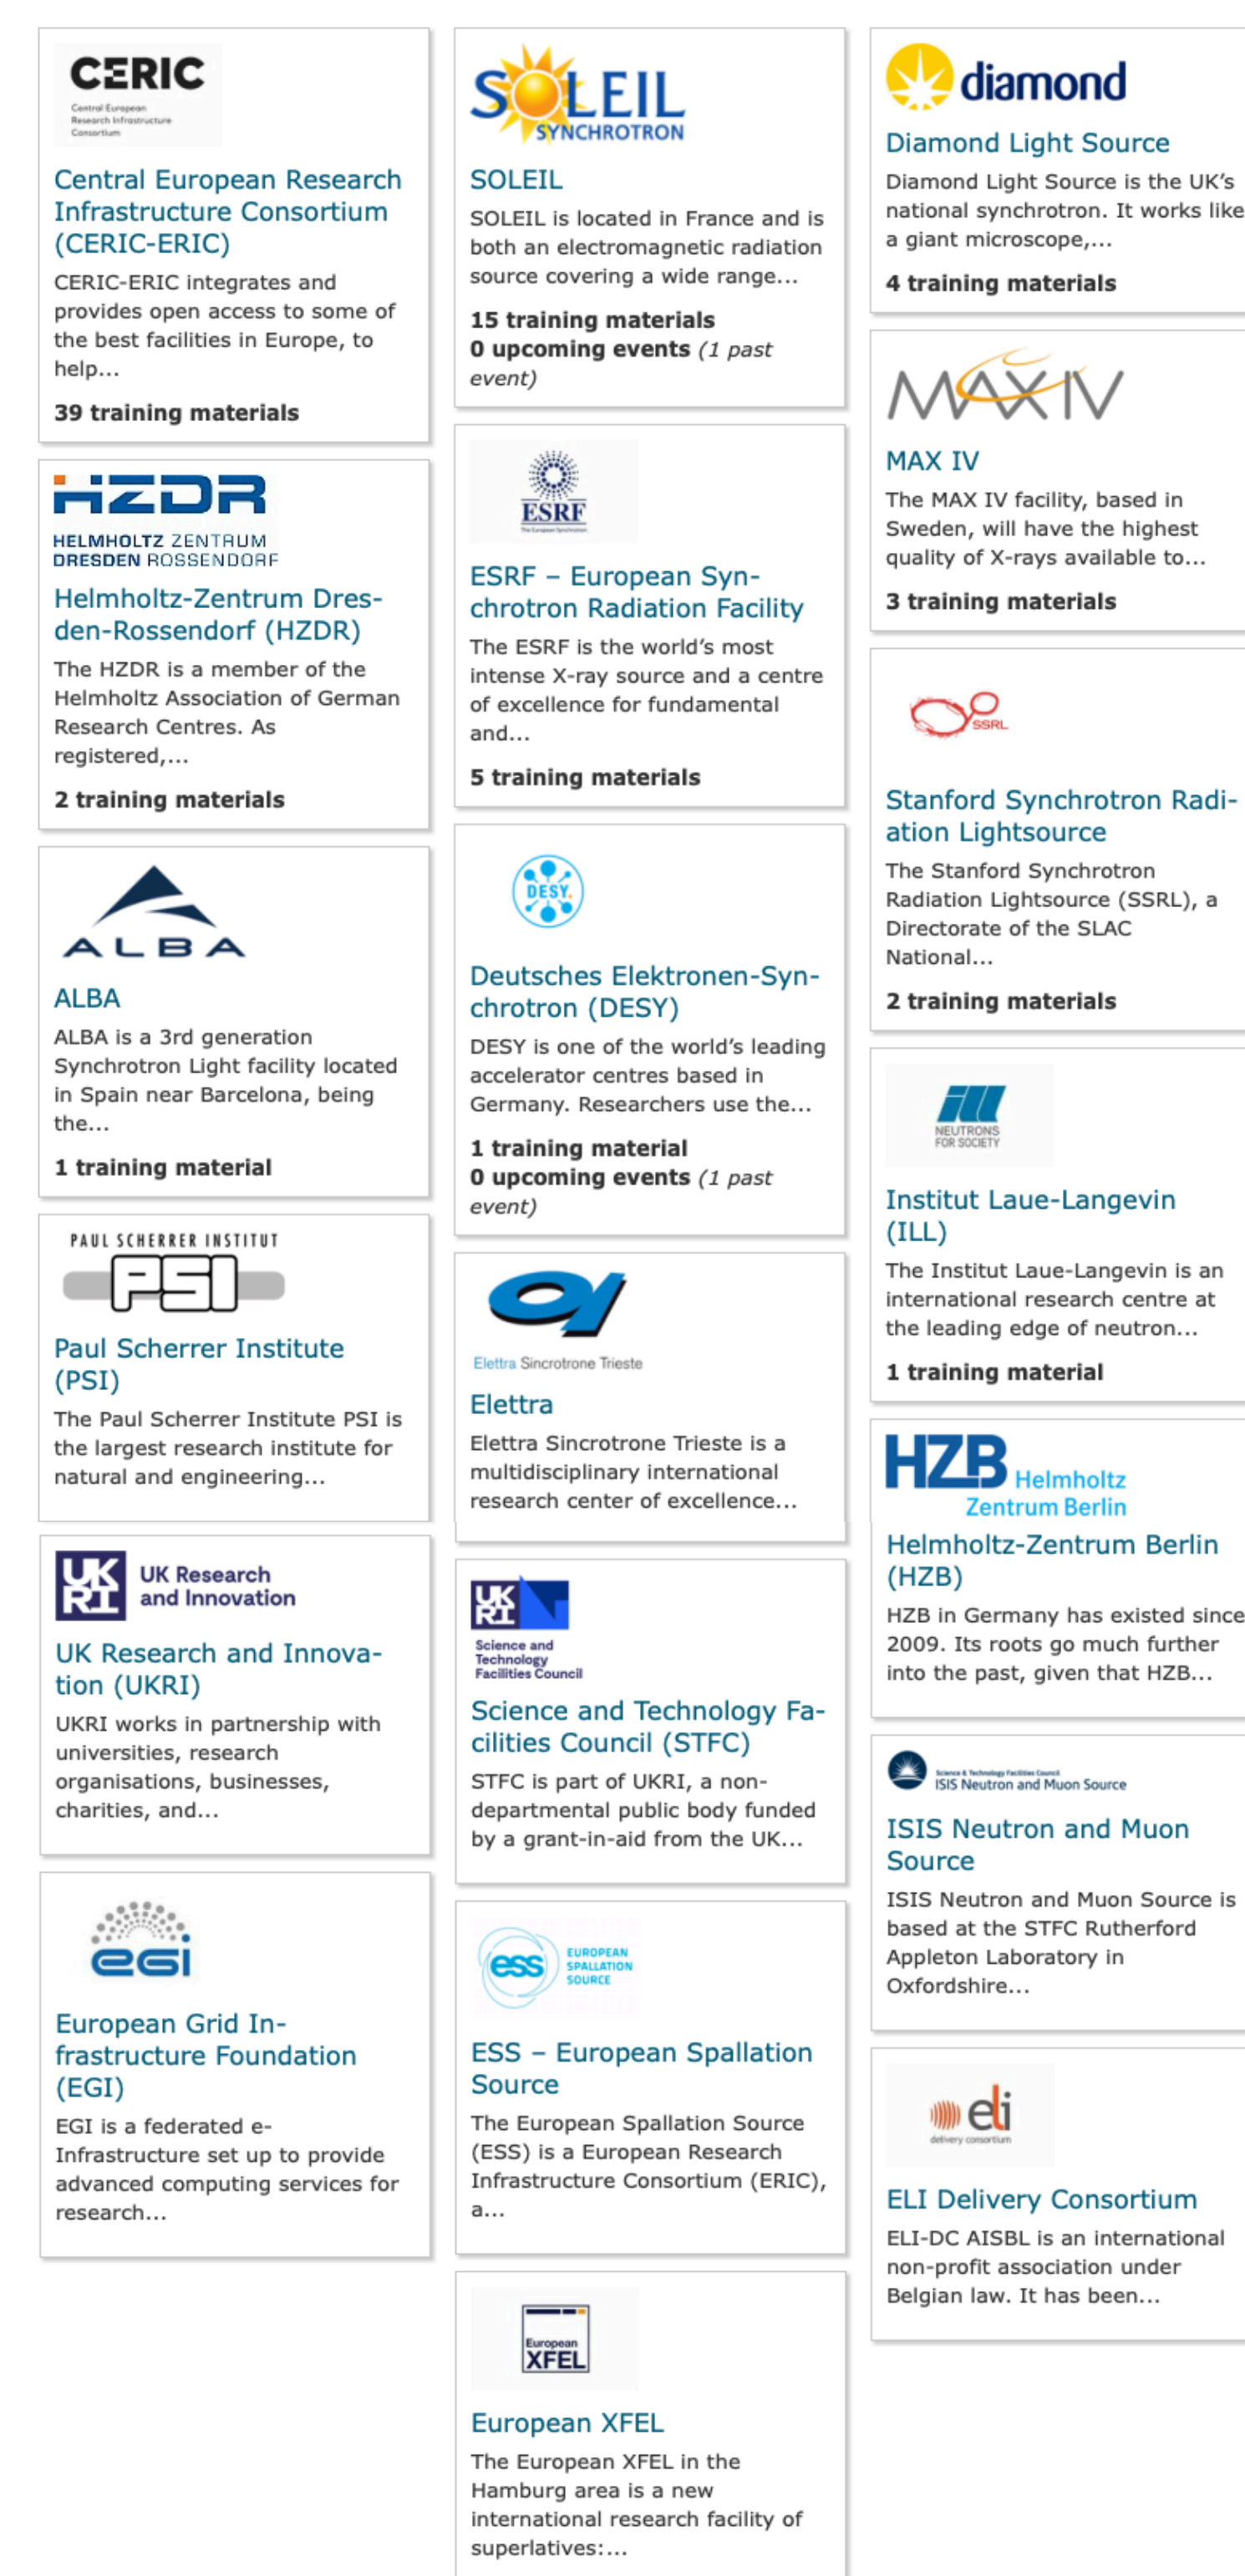 CERIC
Central European
Research Infrastructure
Consortium
Central European Research
Infrastructure Consortium
(CERIC-ERIC)
CERIC-ERIC integrates and
provides open access to some of
the best facilities in Europe, to
help...
39 training materials
HZDR
HELMHOLTZ ZENTRUM
DRESDEN ROSSENDORF
Helmholtz-Zentrum Dres-
den-Rossendorf (HZDR)
The HZDR is a member of the
Helmholtz Association of German
Research Centres. As
registered,...
2 training materials
ALBA
ALBA
ALBA is a 3rd generation
Synchrotron Light facility located
in Spain near Barcelona, being
the...
1 training material
PAUL SCHERRER INSTITUT
PSI
Paul Scherrer Institute
(PSI)
The Paul Scherrer Institute PSI is
the largest research institute for
natural and engineering...
UK
RI
UK Research
and Innovation
UK Research and Innova-
tion (UKRI)
UKRI works in partnership with
universities, research
organisations, businesses,
charities, and...
egi
European Grid In-
frastructure Foundation
(EGI)
EGI is a federated e-
Infrastructure set up to provide
advanced computing services for
research...
SOLEIL
SYNCHROTRON
SOLEIL
SOLEIL is located in France and is
both an electromagnetic radiation
source covering a wide range...
15 training materials
0 upcoming events (1 past
event)
ESRF
The European Synchrotron
ESRF – European Syn-
chrotron Radiation Facility
The ESRF is the world's most
intense X-ray source and a centre
of excellence for fundamental
and...
5 training materials
DESY.
Deutsches Elektronen-Syn-
chrotron (DESY)
DESY is one of the world's leading
accelerator centres based in
Germany. Researchers use the...
1 training material
0 upcoming events (1 past
event)
Elettra Sincrotrone Trieste
Elettra
Elettra Sincrotrone Trieste is a
multidisciplinary international
research center of excellence...
UK
RI
Science and
Technology
Facilities Council
Science and Technology Fa-
cilities Council (STFC)
STFC is part of UKRI, a non-
departmental public body funded
by a grant-in-aid from the UK...
ess
EUROPEAN
SPALLATION
SOURCE
ESS – European Spallation
Source
The European Spallation Source
(ESS) is a European Research
Infrastructure Consortium (ERIC),
a...
European
XFEL
European XFEL
The European XFEL in the
Hamburg area is a new
international research facility of
superlatives:...
diamond
Diamond Light Source
Diamond Light Source is the UK's
national synchrotron. It works like
a giant microscope,...
4 training materials
MAX IV
MAX IV
The MAX IV facility, based in
Sweden, will have the highest
quality of X-rays available to...
3 training materials
SSRL
Stanford Synchrotron Radi-
ation Lightsource
The Stanford Synchrotron
Radiation Lightsource (SSRL), a
Directorate of the SLAC
National...
2 training materials
ill
NEUTRONS
FOR SOCIETY
Institut Laue-Langevin
(ILL)
The Institut Laue-Langevin is an
international research centre at
the leading edge of neutron...
1 training material
HZB Helmholtz
Zentrum Berlin
Helmholtz-Zentrum Berlin
(HZB)
HZB in Germany has existed since
2009. Its roots go much further
into the past, given that HZB...
Science & Technology Facilities Council
ISIS Neutron and Muon Source
ISIS Neutron and Muon
Source
ISIS Neutron and Muon Source is
based at the STFC Rutherford
Appleton Laboratory in
Oxfordshire...
eli
delivery consortium
ELI Delivery Consortium
ELI-DC AISBL is an international
non-profit association under
Belgian law. It has been...